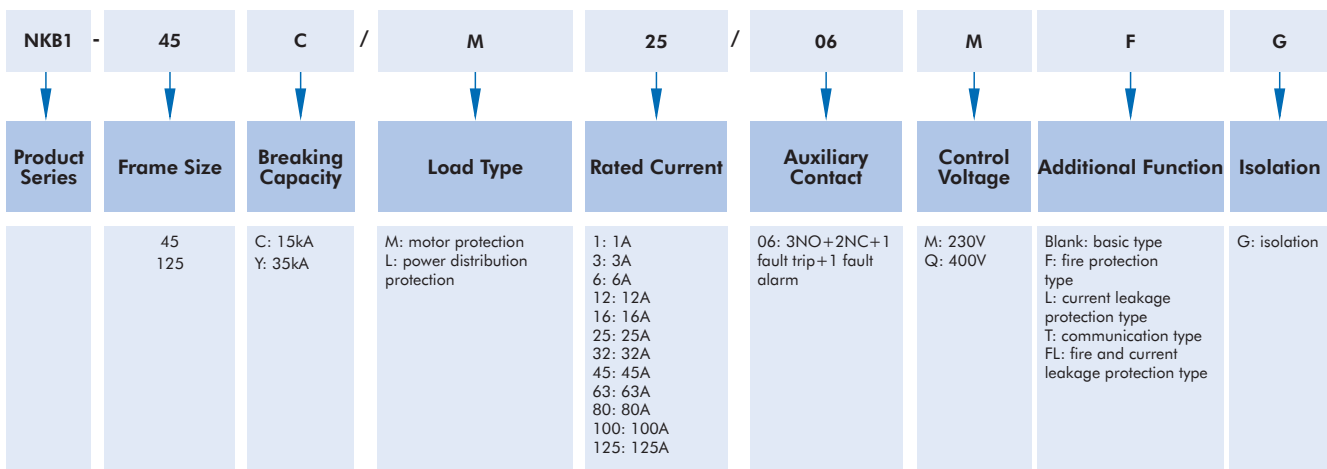 NKB1 - 45 C / M 25 / 06 M F G
Product
Series
Frame Size
Breaking
Capacity
Load Type
Rated Current
Auxiliary
Contact
Control
Voltage
Additional Function
Isolation
45
125
C: 15kA
Y: 35kA
M: motor protection
L: power distribution
protection
1: 1A
3: 3A
6: 6A
12: 12A
16: 16A
25: 25A
32: 32A
45: 45A
63: 63A
80: 80A
100: 100A
125: 125A
06: 3NO+2NC+1
fault trip+1 fault
alarm
M: 230V
Q: 400V
Blank: basic type
F: fire protection
type
L: current leakage
protection type
T: communication type
FL: fire and current
leakage protection type
G: isolation